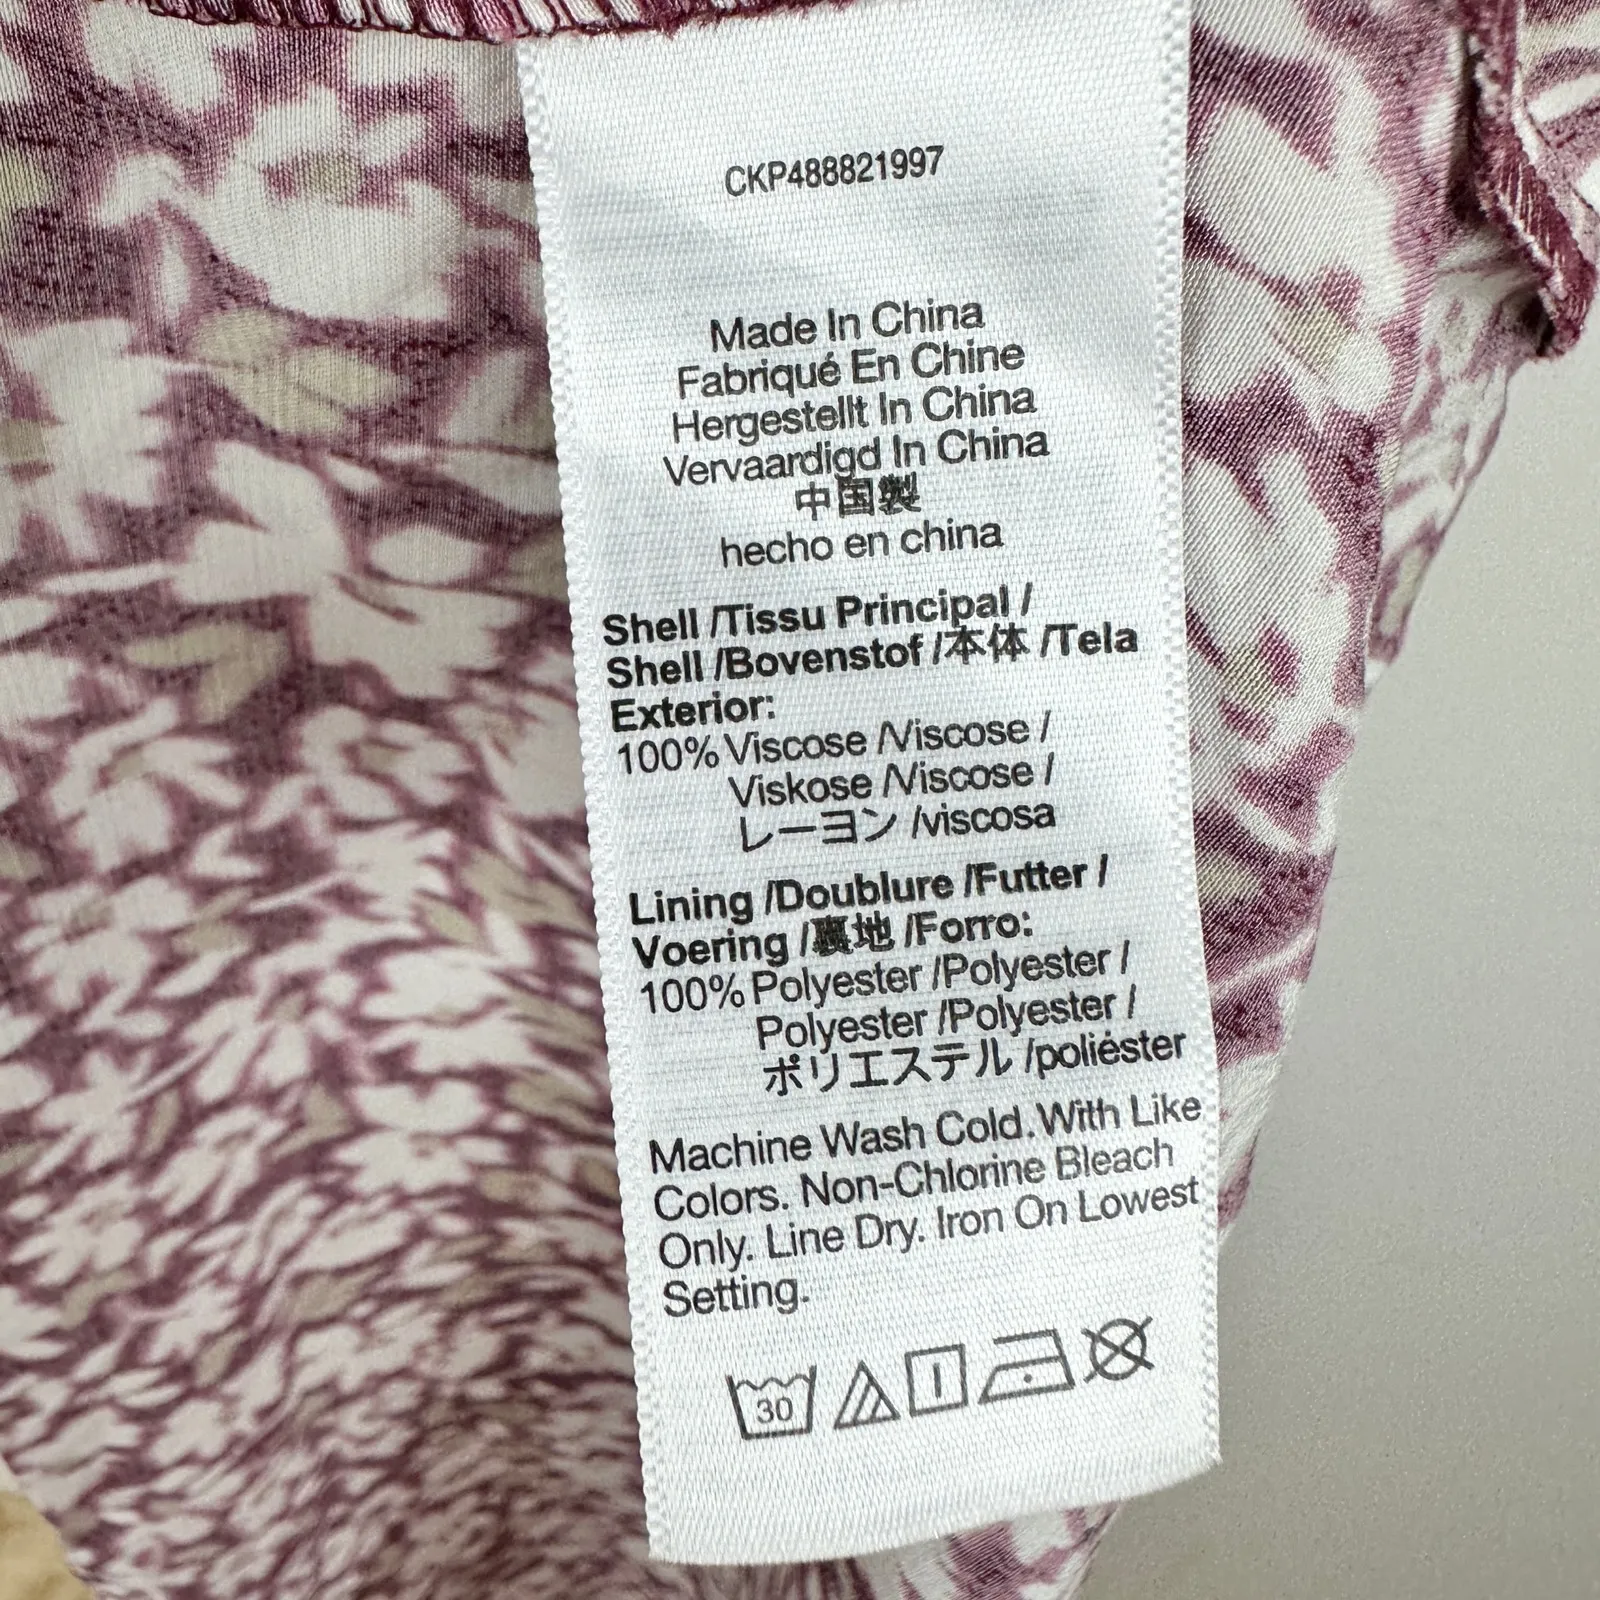 CKP488821997
Made In China
Fabriqué En Chine
Hergestellt In China
Vervaardigd In China
中国製
hecho en china
Shell /Tissu Principal /
Shell /Bovenstof /本体 /Tela
Exterior:
100% Viscose /Viscose /
Viskose /Viscose /
レーヨン /viscosa
Lining /Doublure /Futter /
Voering /裏地 /Forro:
100% Polyester /Polyester /
Polyester /Polyester /
ポリエステル /poliéster
Machine Wash Cold. With Like
Colors. Non-Chlorine Bleach
Only. Line Dry. Iron On Lowest
Setting.
30